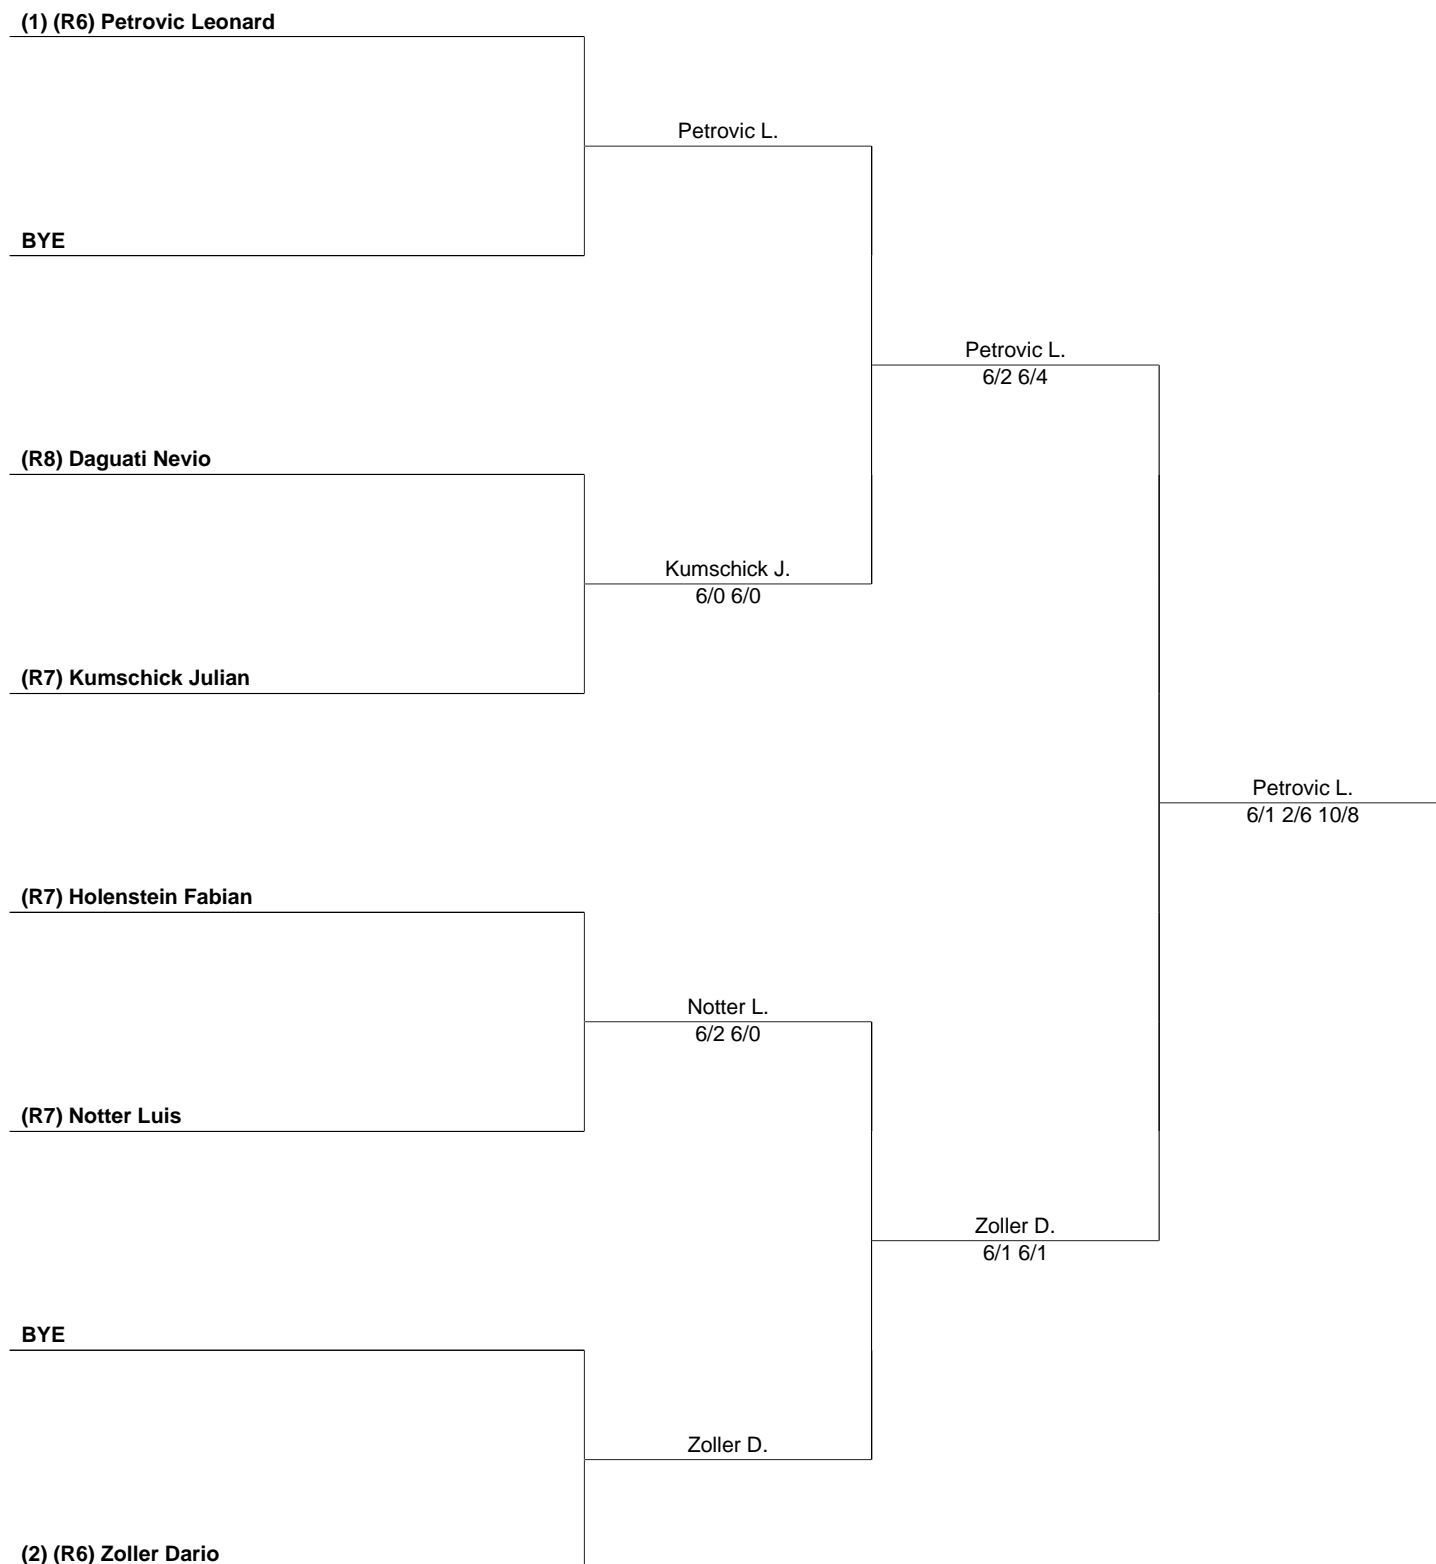 (1) (R6) Petrovic Leonard
Petrovic L.
BYE
Petrovic L.
6/2 6/4
(R8) Daguati Nevio
Kumschick J.
6/0 6/0
(R7) Kumschick Julian
Petrovic L.
6/1 2/6 10/8
(R7) Holenstein Fabian
Notter L.
6/2 6/0
(R7) Notter Luis
Zoller D.
6/1 6/1
BYE
Zoller D.
(2) (R6) Zoller Dario